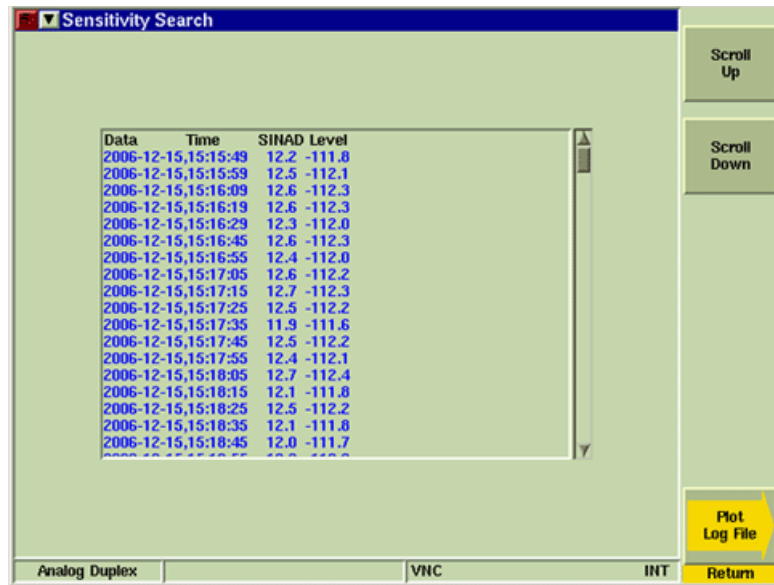 Sensitivity Search
Scroll Up
Scroll Down
Data Time SINAD Level
2006-12-15,15:15:49 12.2 -111.8
2006-12-15,15:15:59 12.5 -112.1
2006-12-15,15:16:09 12.6 -112.3
2006-12-15,15:16:19 12.6 -112.3
2006-12-15,15:16:29 12.3 -112.0
2006-12-15,15:16:45 12.6 -112.3
2006-12-15,15:16:55 12.4 -112.0
2006-12-15,15:17:05 12.6 -112.2
2006-12-15,15:17:15 12.7 -112.3
2006-12-15,15:17:25 12.5 -112.2
2006-12-15,15:17:35 11.9 -111.6
2006-12-15,15:17:45 12.5 -112.2
2006-12-15,15:17:55 12.4 -112.1
2006-12-15,15:18:05 12.7 -112.4
2006-12-15,15:18:15 12.1 -111.8
2006-12-15,15:18:25 12.5 -112.2
2006-12-15,15:18:35 12.1 -111.8
2006-12-15,15:18:45 12.0 -111.7
Plot
Log File
Analog Duplex VNC INT
Return